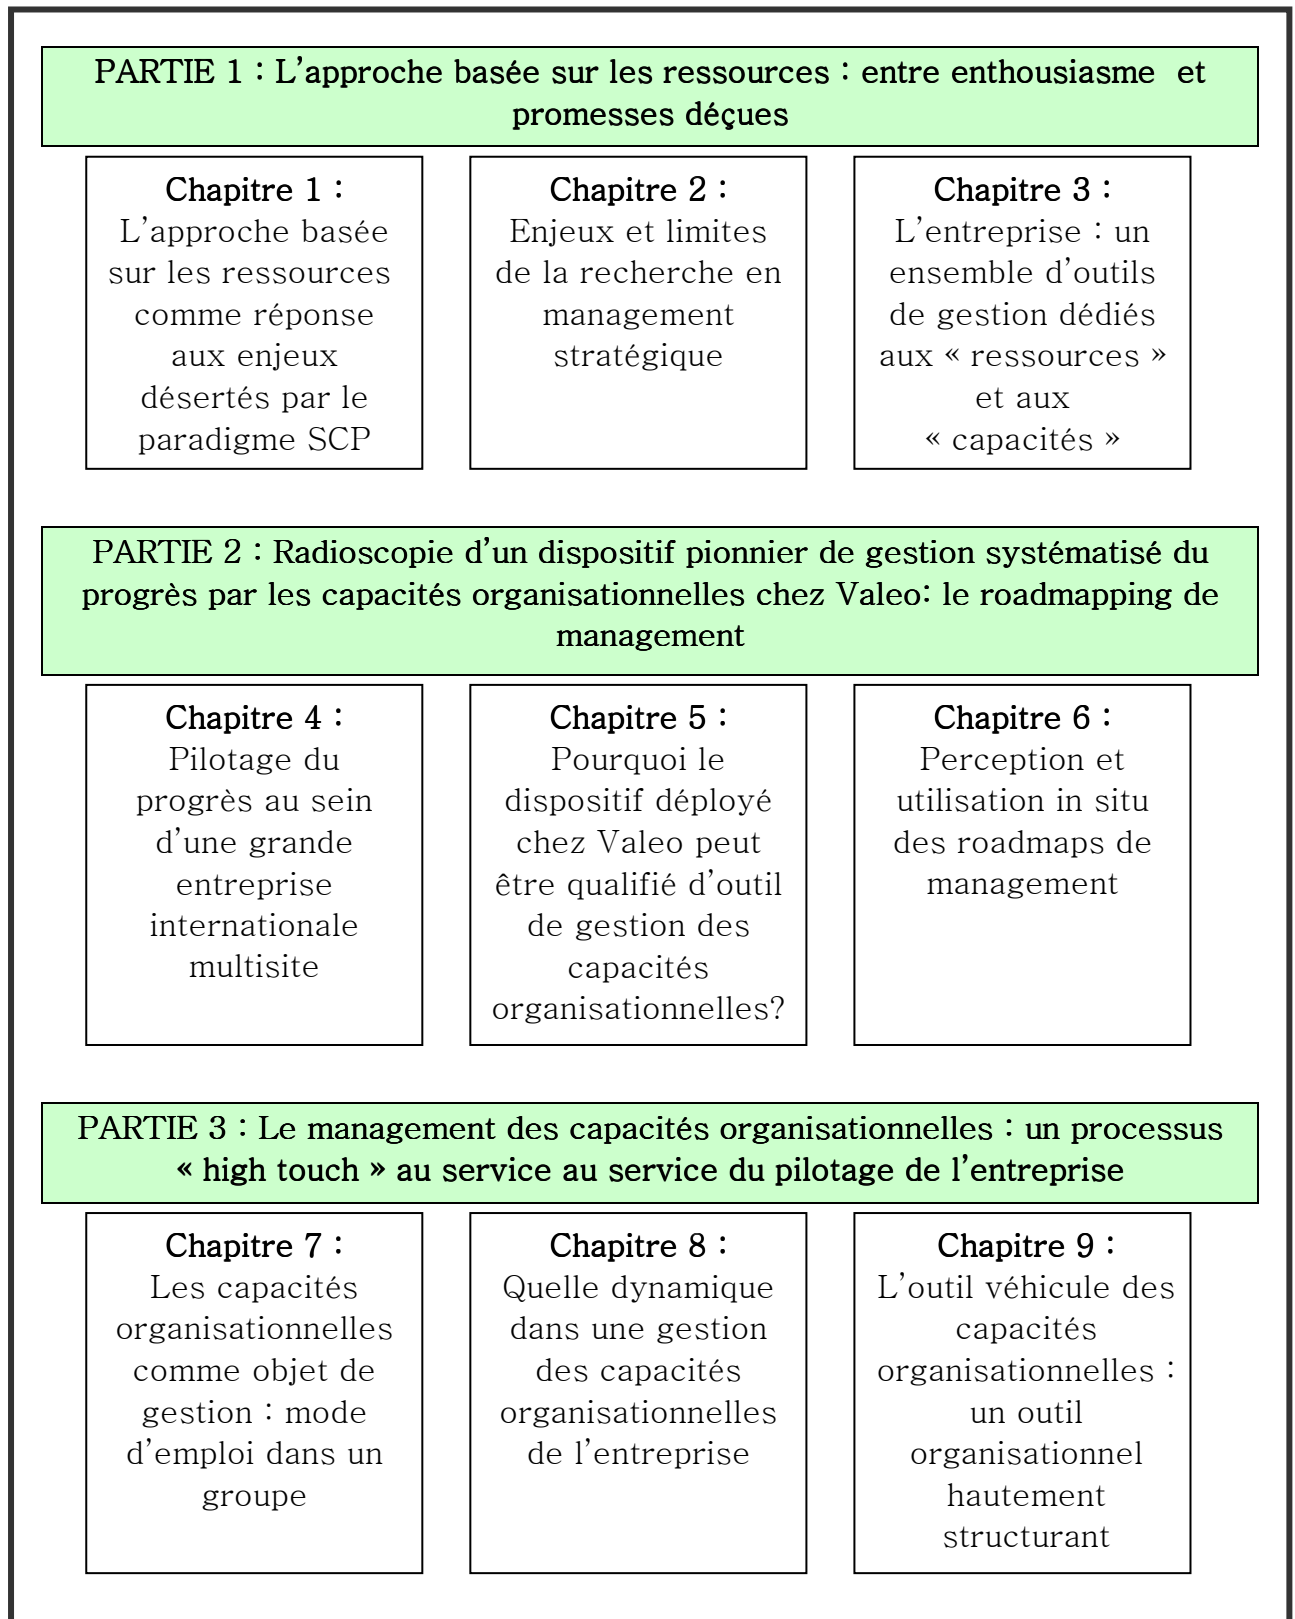 PARTIE 1 : L'approche basée sur les ressources : entre enthousiasme et
promesses déçues
Chapitre 1 :
L'approche basée
sur les ressources
comme réponse
aux enjeux
désertés par le
paradigme SCP
Chapitre 2 :
Enjeux et limites
de la recherche en
management
stratégique
Chapitre 3 :
L'entreprise : un
ensemble d'outils
de gestion dédiés
aux « ressources »
et aux
« capacités »
PARTIE 2 : Radioscopie d'un dispositif pionnier de gestion systématisé du
progrès par les capacités organisationnelles chez Valeo: le roadmapping de
management
Chapitre 4 :
Pilotage du
progrès au sein
d'une grande
entreprise
internationale
multisite
Chapitre 5 :
Pourquoi le
dispositif déployé
chez Valeo peut
être qualifié d'outil
de gestion des
capacités
organisationnelles?
Chapitre 6 :
Perception et
utilisation in situ
des roadmaps de
management
PARTIE 3 : Le management des capacités organisationnelles : un processus
« high touch » au service au service du pilotage de l'entreprise
Chapitre 7 :
Les capacités
organisationnelles
comme objet de
gestion : mode
d'emploi dans un
groupe
Chapitre 8 :
Quelle dynamique
dans une gestion
des capacités
organisationnelles
de l'entreprise
Chapitre 9 :
L'outil véhicule des
capacités
organisationnelles :
un outil
organisationnel
hautement
structurant